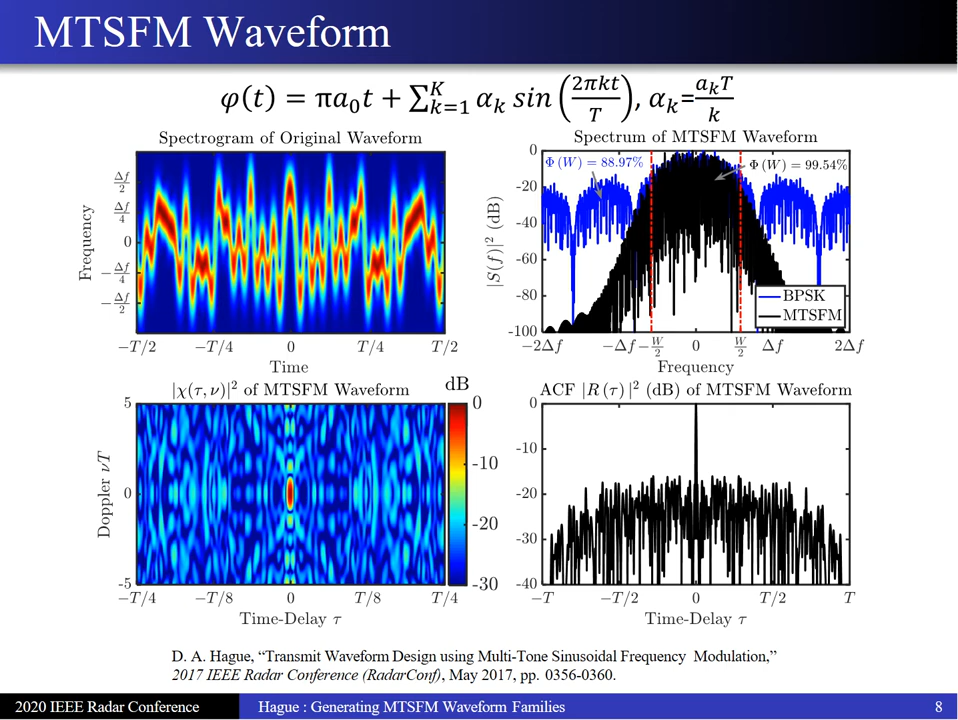 MTSFM Waveform
φ(t) = πa₀t + ∑ᴷₖ₌₁ αₖ sin(2πkt/T), αₖ=aₖT/k
Spectrogram of Original Waveform
Frequency
Δf/2
Δf/4
0
−Δf/4
−Δf/2
−T/2 −T/4 0 T/4 T/2
Time
Spectrum of MTSFM Waveform
|S(f)|² (dB)
0
-20
-40
-60
-80
-100
Φ (W) = 88.97%
Φ (W) = 99.54%
BPSK
MTSFM
−2Δf −Δf −W/2 0 W/2 Δf 2Δf
Frequency
|χ(τ, ν)|² of MTSFM Waveform
Doppler νT
5
0
-5
−T/4 −T/8 0 T/8 T/4
Time-Delay τ
dB
0
-10
-20
-30
ACF |R (τ) |² (dB) of MTSFM Waveform
0
-10
-20
-30
-40
−T −T/2 0 T/2 T
Time-Delay τ
D. A. Hague, “Transmit Waveform Design using Multi-Tone Sinusoidal Frequency Modulation,”
2017 IEEE Radar Conference (RadarConf), May 2017, pp. 0356-0360.
2020 IEEE Radar Conference
Hague : Generating MTSFM Waveform Families
8